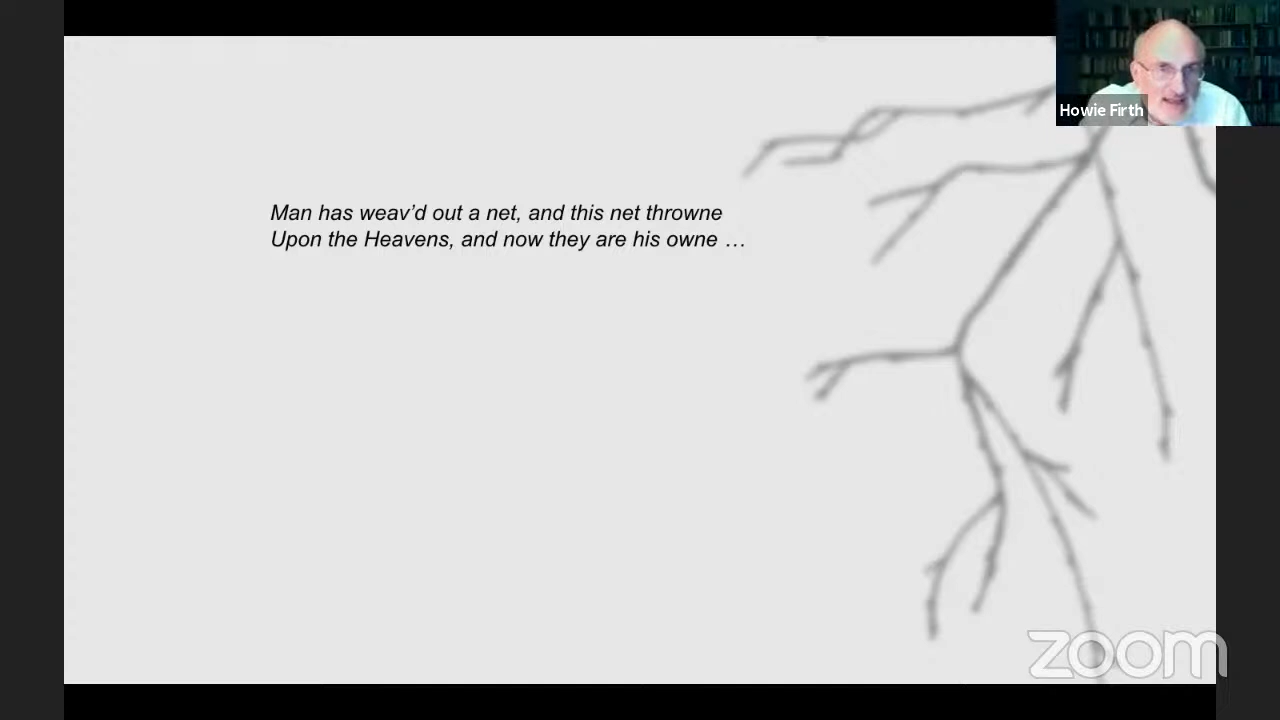 Howie Firth
Man has weav’d out a net, and this net throwne
Upon the Heavens, and now they are his owne …
zoom